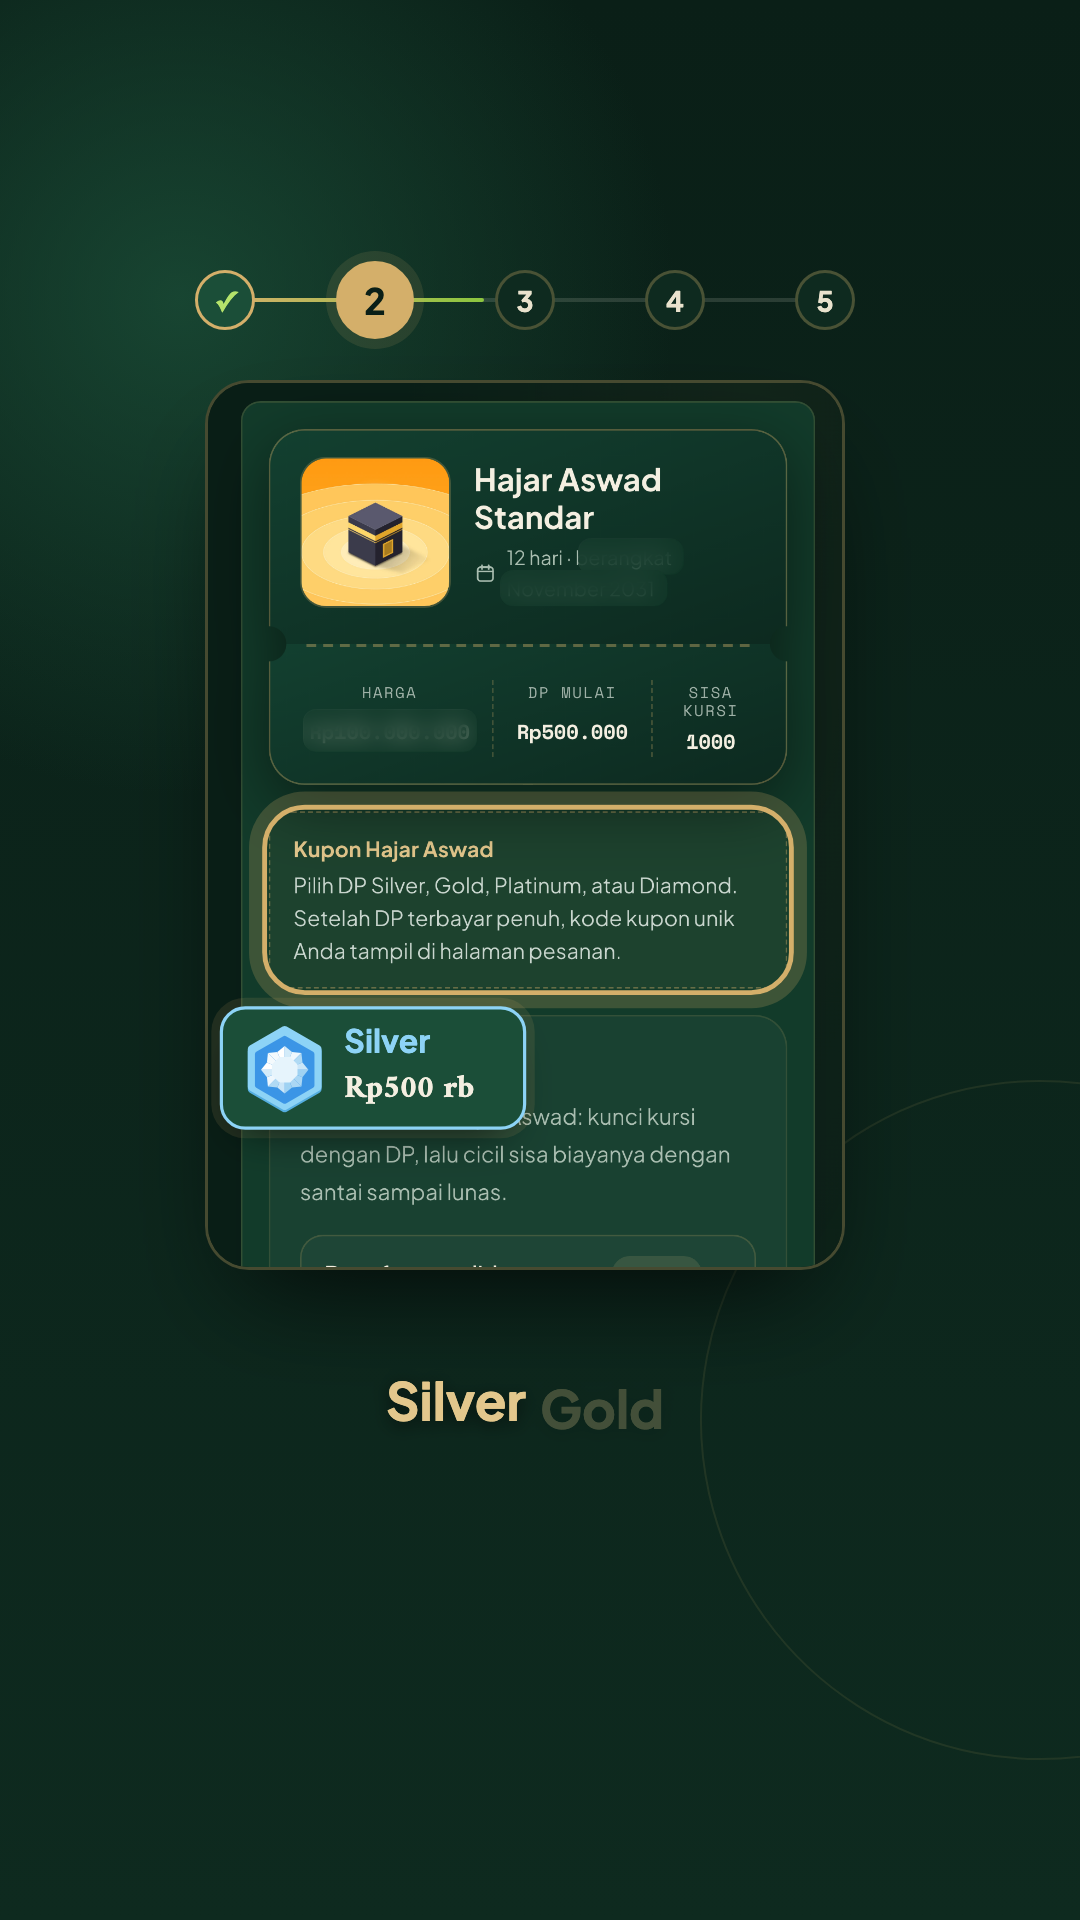 ✓ 2 3 4 5
Hajar Aswad
Standar
12 hari ·
HARGA DP MULAI SISA
KURSI
Rp500.000 1000
Kupon Hajar Aswad
Pilih DP Silver, Gold, Platinum, atau Diamond.
Setelah DP terbayar penuh, kode kupon unik
Anda tampil di halaman pesanan.
Silver
Rp500 rb
swad: kunci kursi
dengan DP, lalu cicil sisa biayanya dengan
santai sampai lunas.
Silver Gold